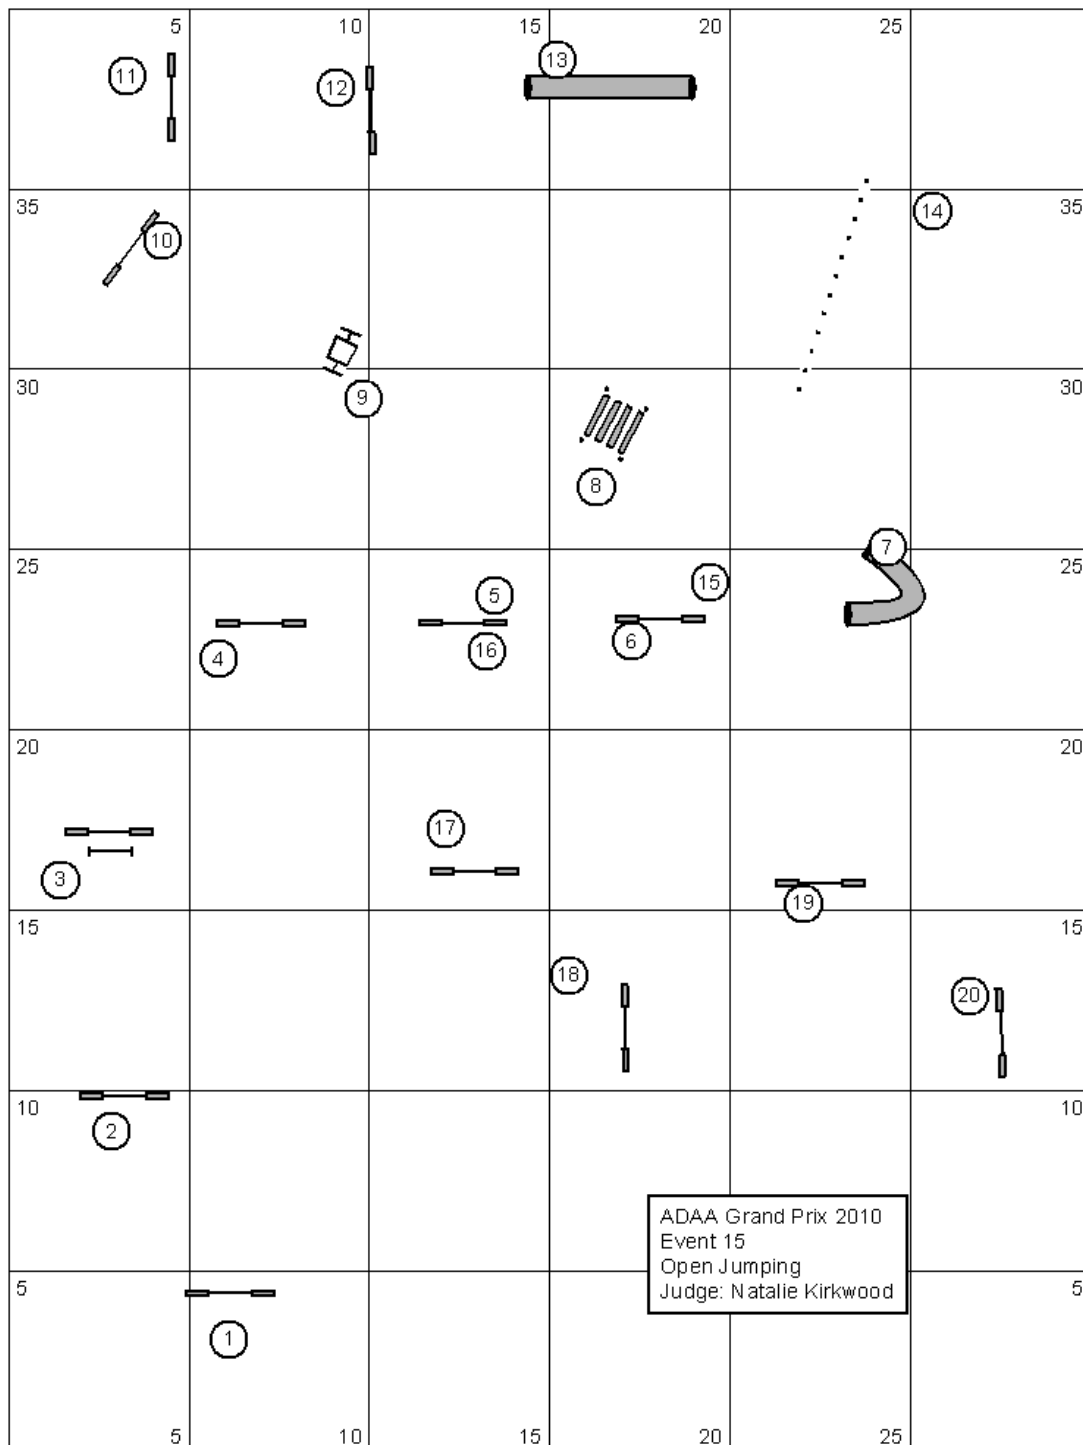 5 10 15 20 25
11 12 13
35 14 35
10
30 9 30
8
7
25 5 15 25
4 16 6
20 20
17
3
15 19 15
18 20
10 10
2
ADAA Grand Prix 2010
Event 15
Open Jumping
Judge: Natalie Kirkwood
5 5
1
5 10 15 20 25